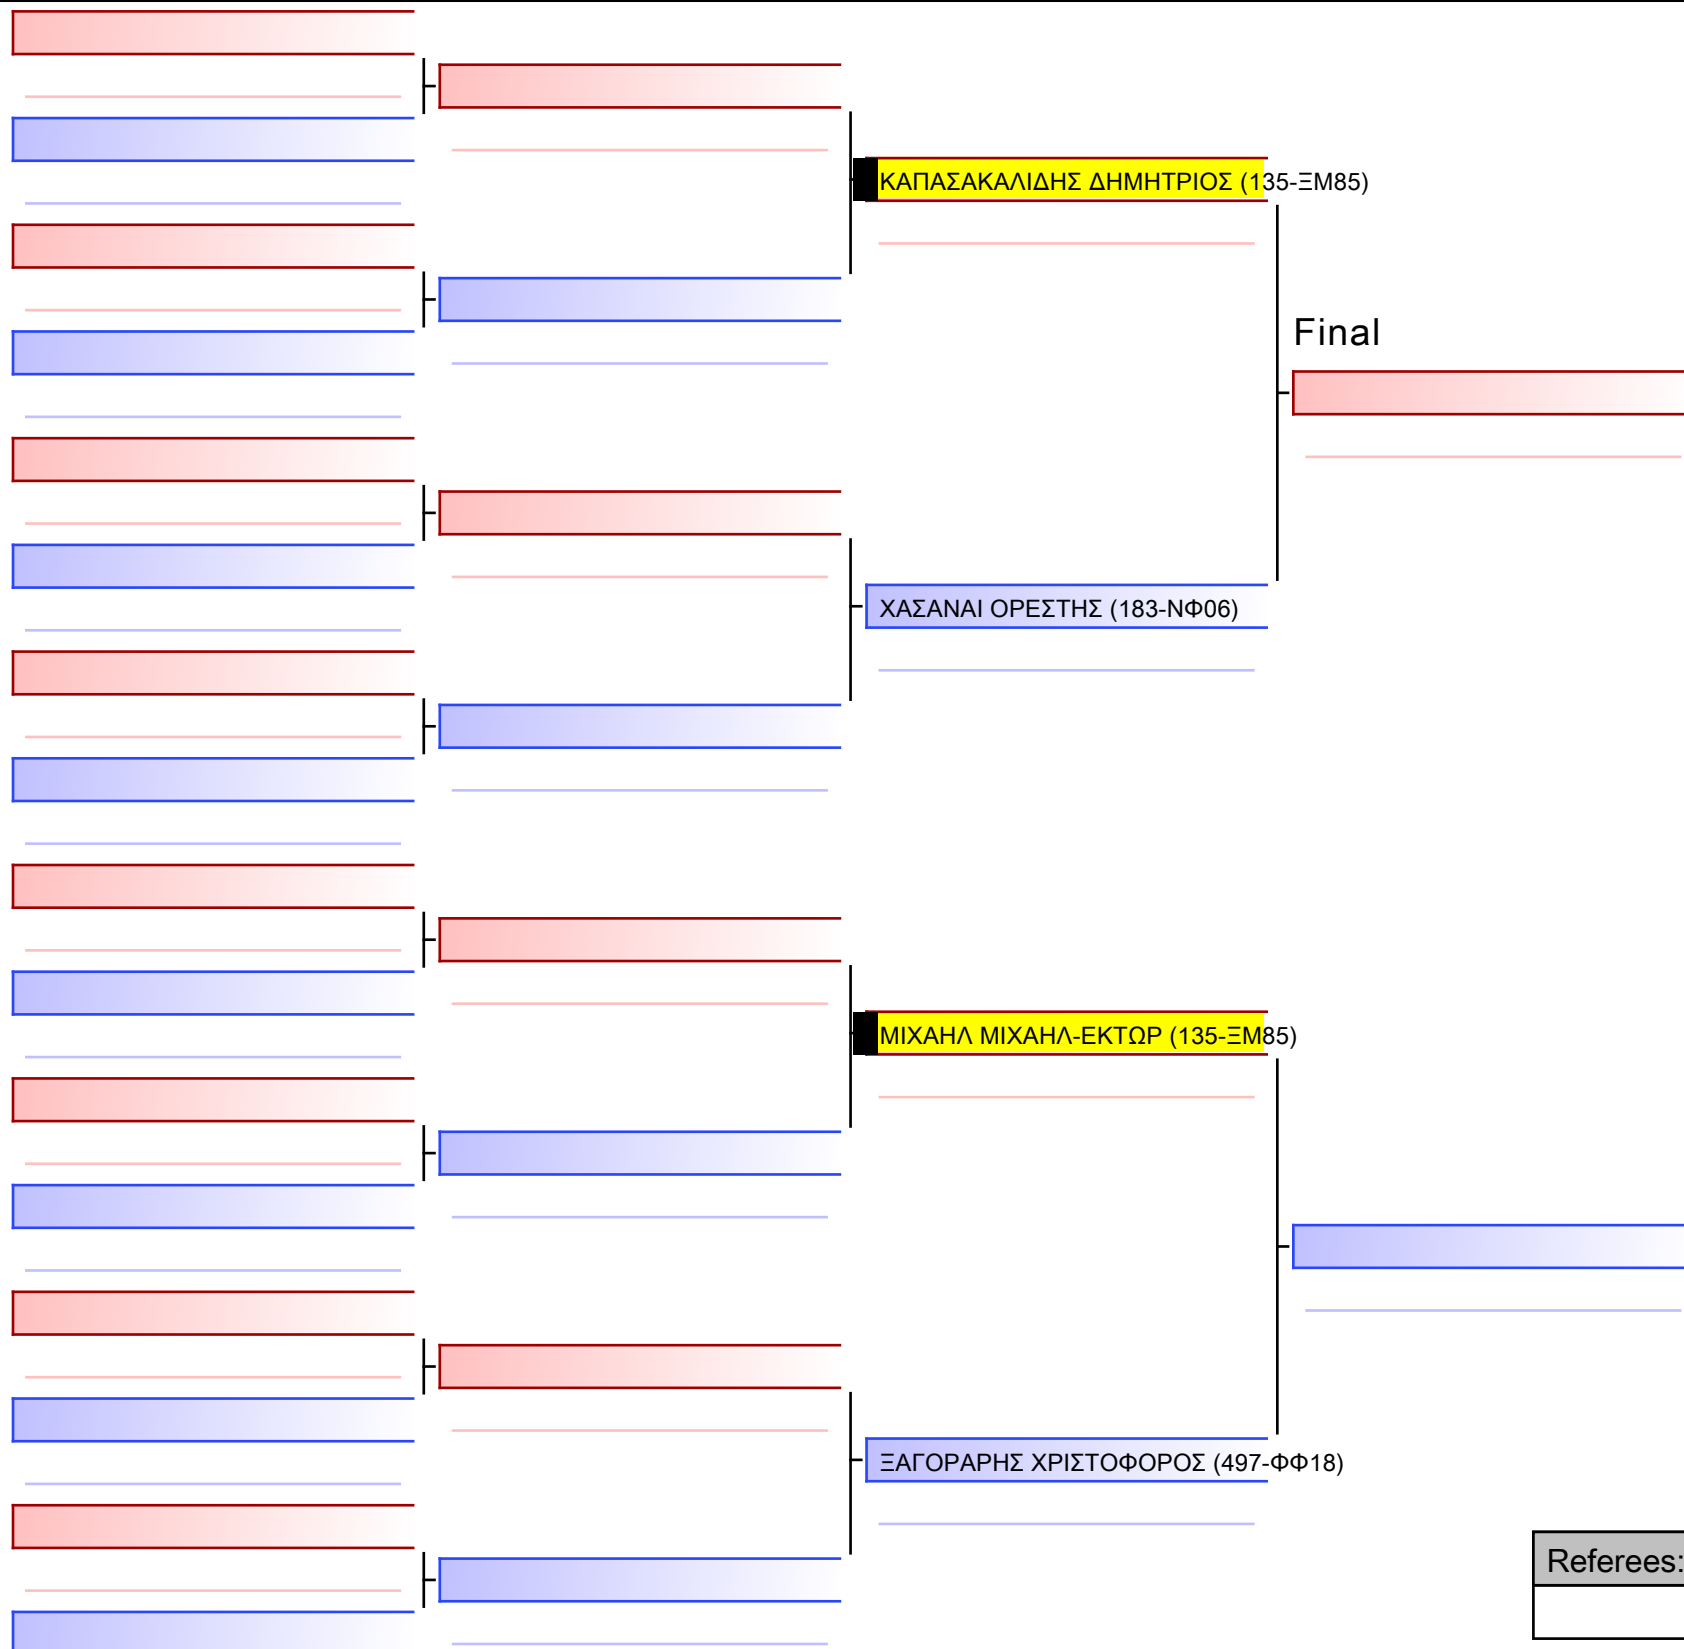 ΚΑΠΑΣΑΚΑΛΙΔΗΣ ΔΗΜΗΤΡΙΟΣ (135-ΞΜ85)
Final
ΧΑΣΑΝΑΙ ΟΡΕΣΤΗΣ (183-ΝΦ06)
ΜΙΧΑΗΛ ΜΙΧΑΗΛ-ΕΚΤΩΡ (135-ΞΜ85)
ΞΑΓΟΡΑΡΗΣ ΧΡΙΣΤΟΦΟΡΟΣ (497-ΦΦ18)
Referees: